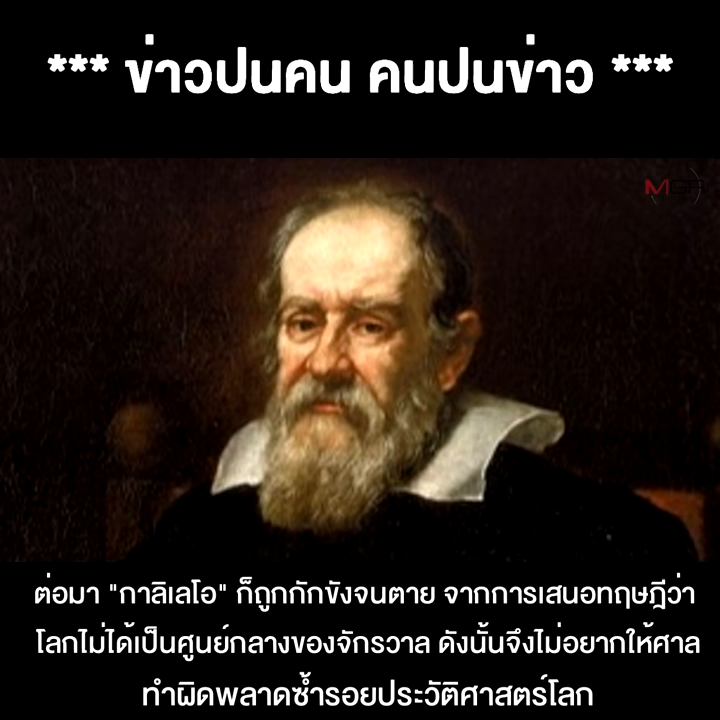 *** ข่าวปนคน คนปนข่าว ***
MGR
ต่อมา "กาลิเลโอ" ก็ถูกกักขังจนตาย จากการเสนอทฤษฎีว่า
โลกไม่ได้เป็นศูนย์กลางของจักรวาล ดังนั้นจึงไม่อยากให้ศาล
ทำผิดพลาดซ้ำรอยประวัติศาสตร์โลก